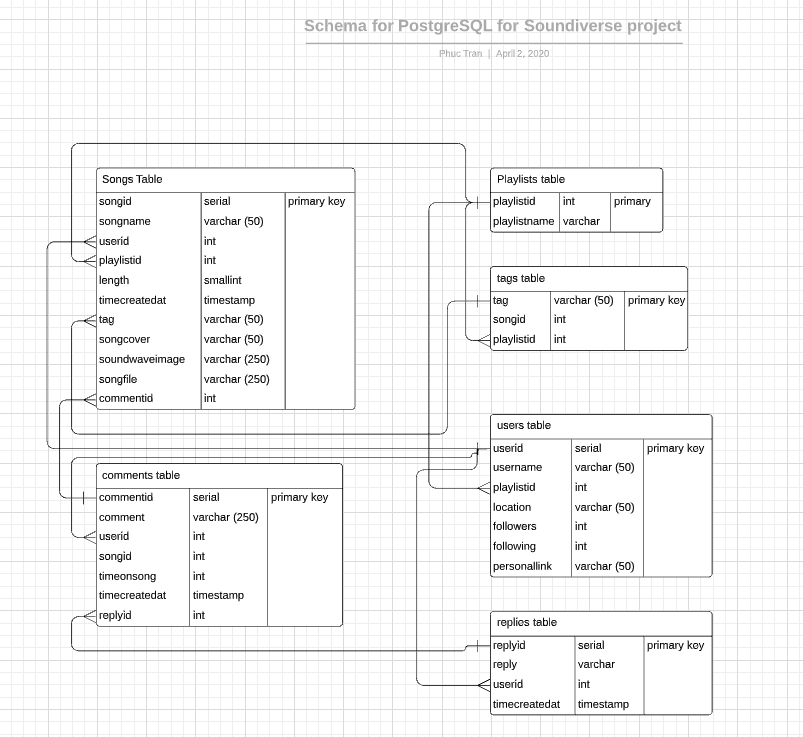 Schema for PostgreSQL for Soundiverse project
Phuc Tran | April 2, 2020
Songs Table
songid serial primary key
songname varchar (50)
userid int
playlistid int
length smallint
timecreatedat timestamp
tag varchar (50)
songcover varchar (50)
soundwaveimage varchar (250)
songfile varchar (250)
commentid int
Playlists table
playlistid int primary
playlistname varchar
tags table
tag varchar (50) primary key
songid int
playlistid int
users table
userid serial primary key
username varchar (50)
playlistid int
location varchar (50)
followers int
following int
personallink varchar (50)
comments table
commentid serial primary key
comment varchar (250)
userid int
songid int
timeonsong int
timecreatedat timestamp
replyid int
replies table
replyid serial primary key
reply varchar
userid int
timecreatedat timestamp